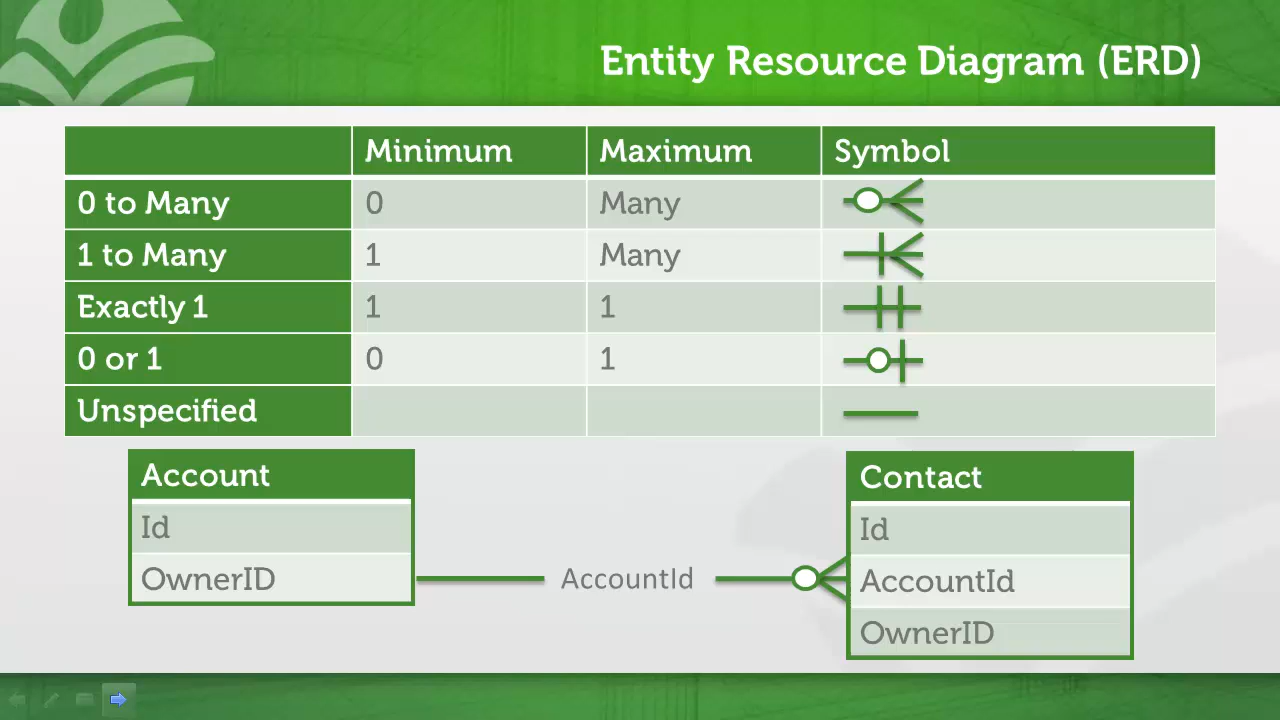 Entity Resource Diagram (ERD)
Minimum Maximum Symbol
0 to Many 0 Many
1 to Many 1 Many
Exactly 1 1 1
0 or 1 0 1
Unspecified
Account
Id
OwnerID
AccountId
Contact
Id
AccountId
OwnerID